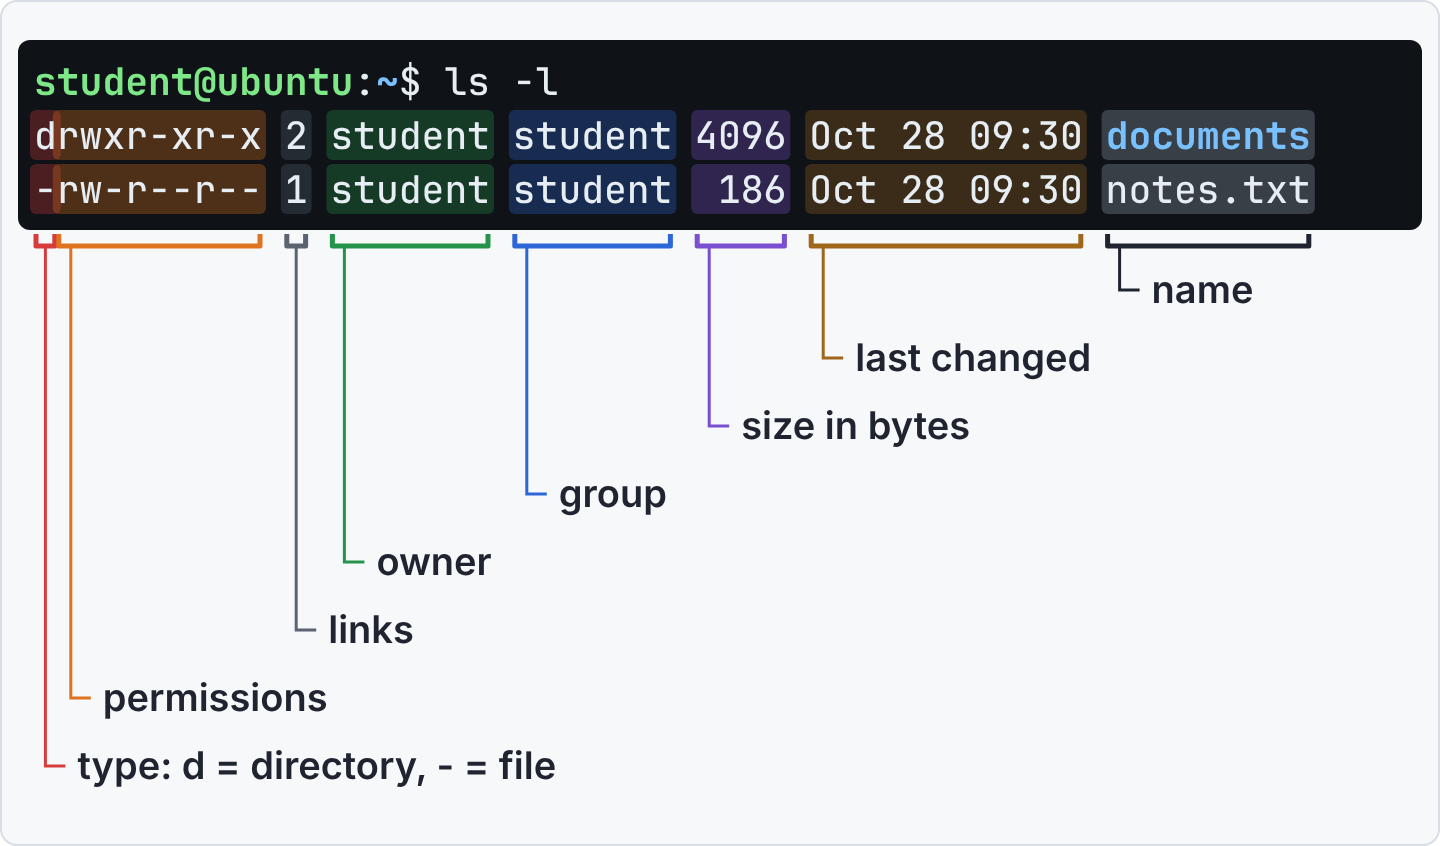 student@ubuntu:~$ ls -l
drwxr-xr-x 2 student student 4096 Oct 28 09:30 documents
-rw-r--r-- 1 student student  186 Oct 28 09:30 notes.txt
name
last changed
size in bytes
group
owner
links
permissions
type: d = directory, - = file